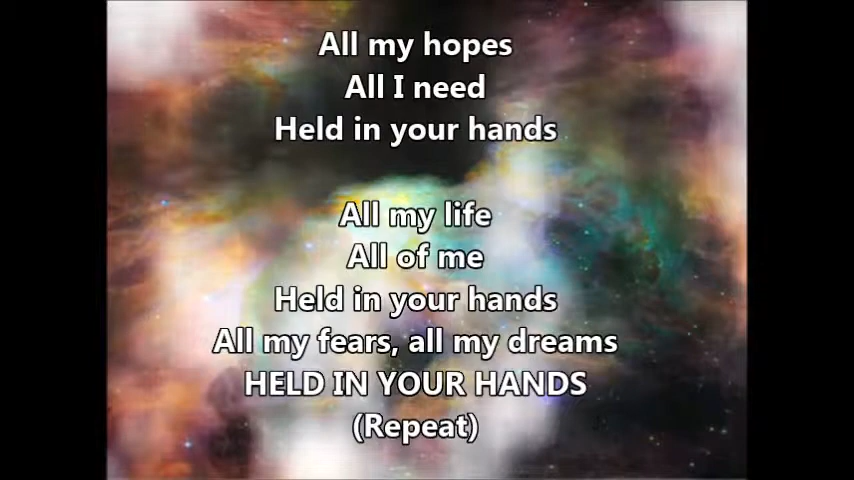 All my hopes
All I need
Held in your hands
All my life
All of me
Held in your hands
All my fears, all my dreams
HELD IN YOUR HANDS
(Repeat)